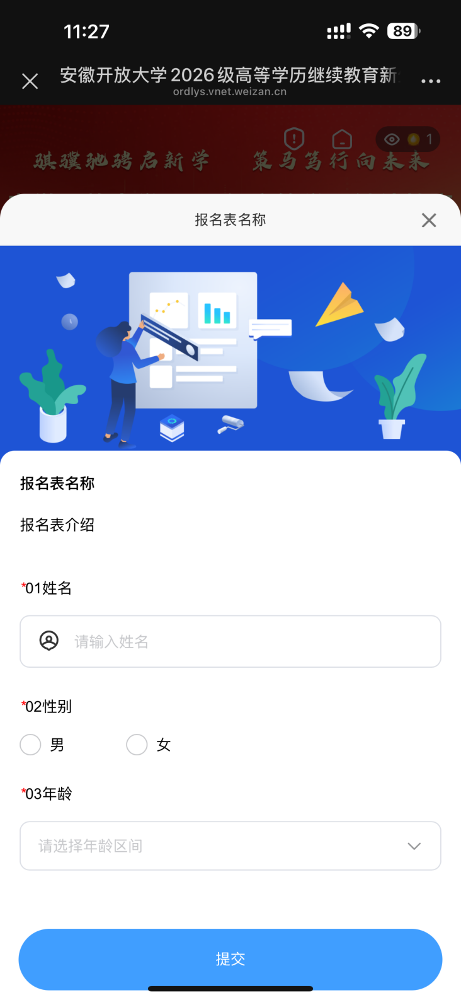 11:27
89
安徽开放大学2026级高等学历继续教育新
ordlys.vnet.weizan.cn
1
骐骥驰骋启新学 策马笃行向未来
报名表名称
报名表名称
报名表介绍
*01姓名
请输入姓名
*02性别
男 女
*03年龄
请选择年龄区间
提交